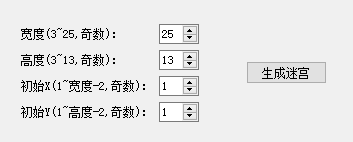 宽度(3~25,奇数): 25
高度(3~13,奇数): 13
生成迷宫
初始X(1~宽度-2,奇数): 1
初始Y(1~高度-2,奇数): 1